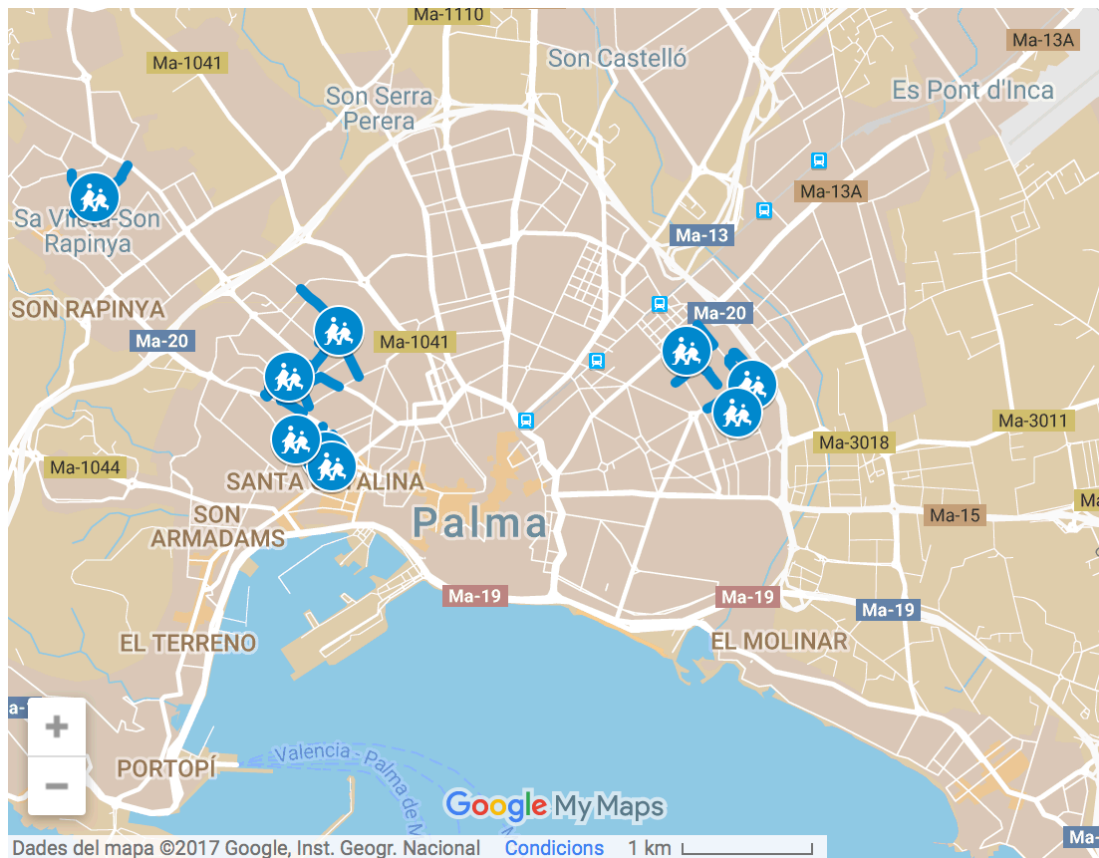 Ma-1110
Ma-13A
Ma-1041
Son Castelló
Es Pont d'Inca
Son Serra
Perera
Ma-13A
Sa Vileta-Son
Rapinya
Ma-13
SON RAPINYA
Ma-20
Ma-20
Ma-1041
Ma-3011
Ma-3018
Ma-1044
SANTA CATALINA
SON
ARMADAMS
Palma
Ma-15
Ma-19
Ma-19
Ma-19
EL TERRENO
EL MOLINAR
+
Valencia - Palma de M
PORTOPÍ
−
Google My Maps
Dades del mapa ©2017 Google, Inst. Geogr. Nacional Condicions 1 km